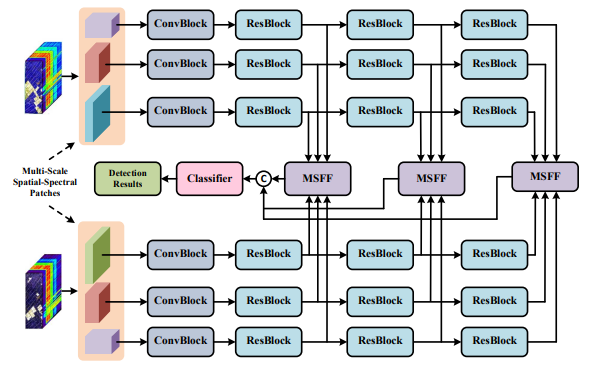 ConvBlock ResBlock ResBlock ResBlock
ConvBlock ResBlock ResBlock ResBlock
ConvBlock ResBlock ResBlock ResBlock
Multi-Scale
Spatial-Spectral
Patches
Detection
Results
Classifier
C
MSFF
MSFF
MSFF
ConvBlock ResBlock ResBlock ResBlock
ConvBlock ResBlock ResBlock ResBlock
ConvBlock ResBlock ResBlock ResBlock